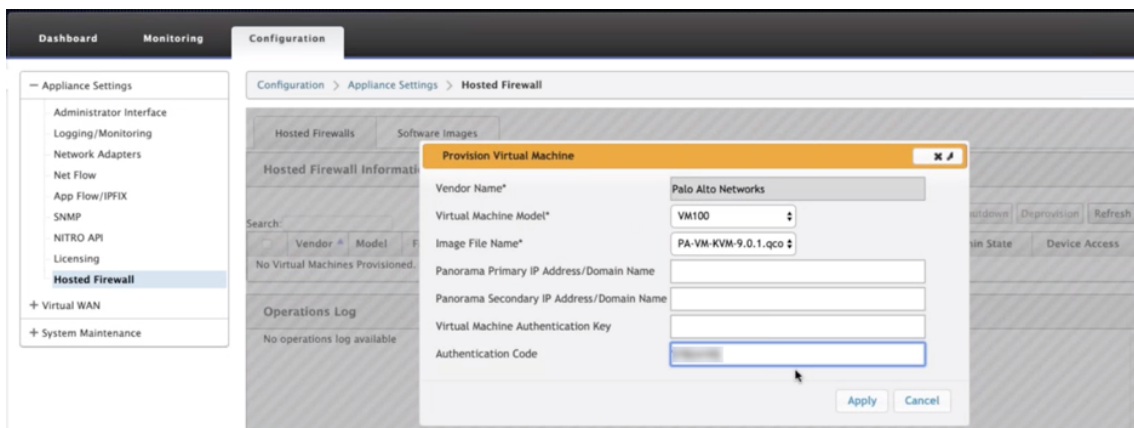 Dashboard Monitoring Configuration
Appliance Settings
Administrator Interface
Logging/Monitoring
Network Adapters
Net Flow
App Flow/IPFIX
SNMP
NITRO API
Licensing
Hosted Firewall
+ Virtual WAN
+ System Maintenance
Configuration > Appliance Settings > Hosted Firewall
Hosted Firewalls Software Images
Hosted Firewall Informati
Search:
Vendor Model
No Virtual Machines Provisioned.
Operations Log
No operations log available
Deprovision Refresh
State Device Access
Provision Virtual Machine
Vendor Name* Palo Alto Networks
Virtual Machine Model* VM100
Image File Name* PA-VM-KVM-9.0.1.qco
Panorama Primary IP Address/Domain Name
Panorama Secondary IP Address/Domain Name
Virtual Machine Authentication Key
Authentication Code
Apply Cancel